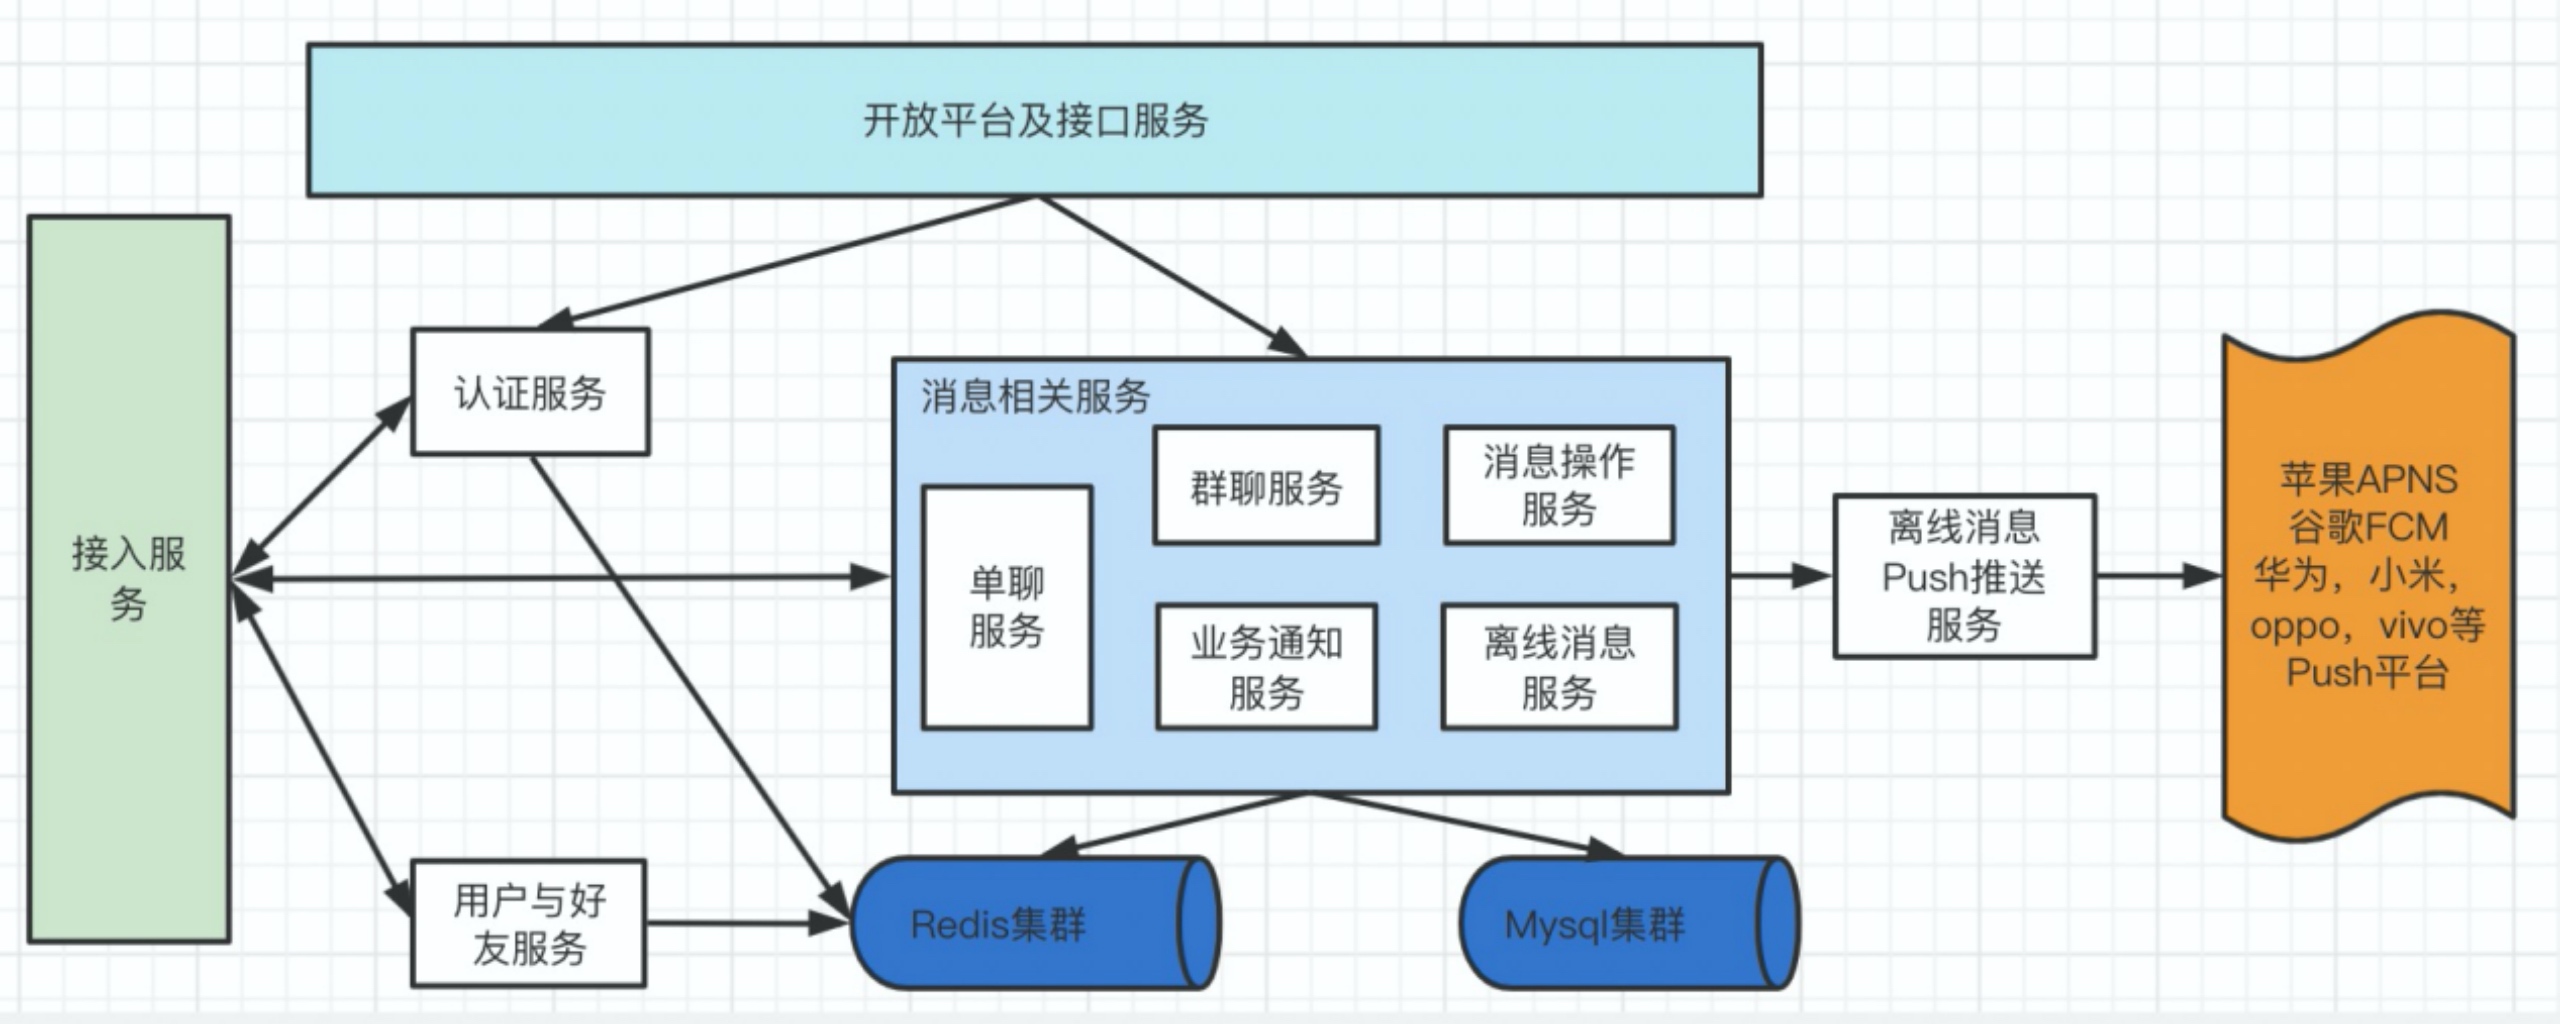 开放平台及接口服务
接入服
务
认证服务
消息相关服务
群聊服务
消息操作
服务
单聊
服务
业务通知
服务
离线消息
服务
离线消息
Push推送
服务
苹果APNS
谷歌FCM
华为，小米，
oppo，vivo等
Push平台
用户与好
友服务
Redis集群
Mysql集群